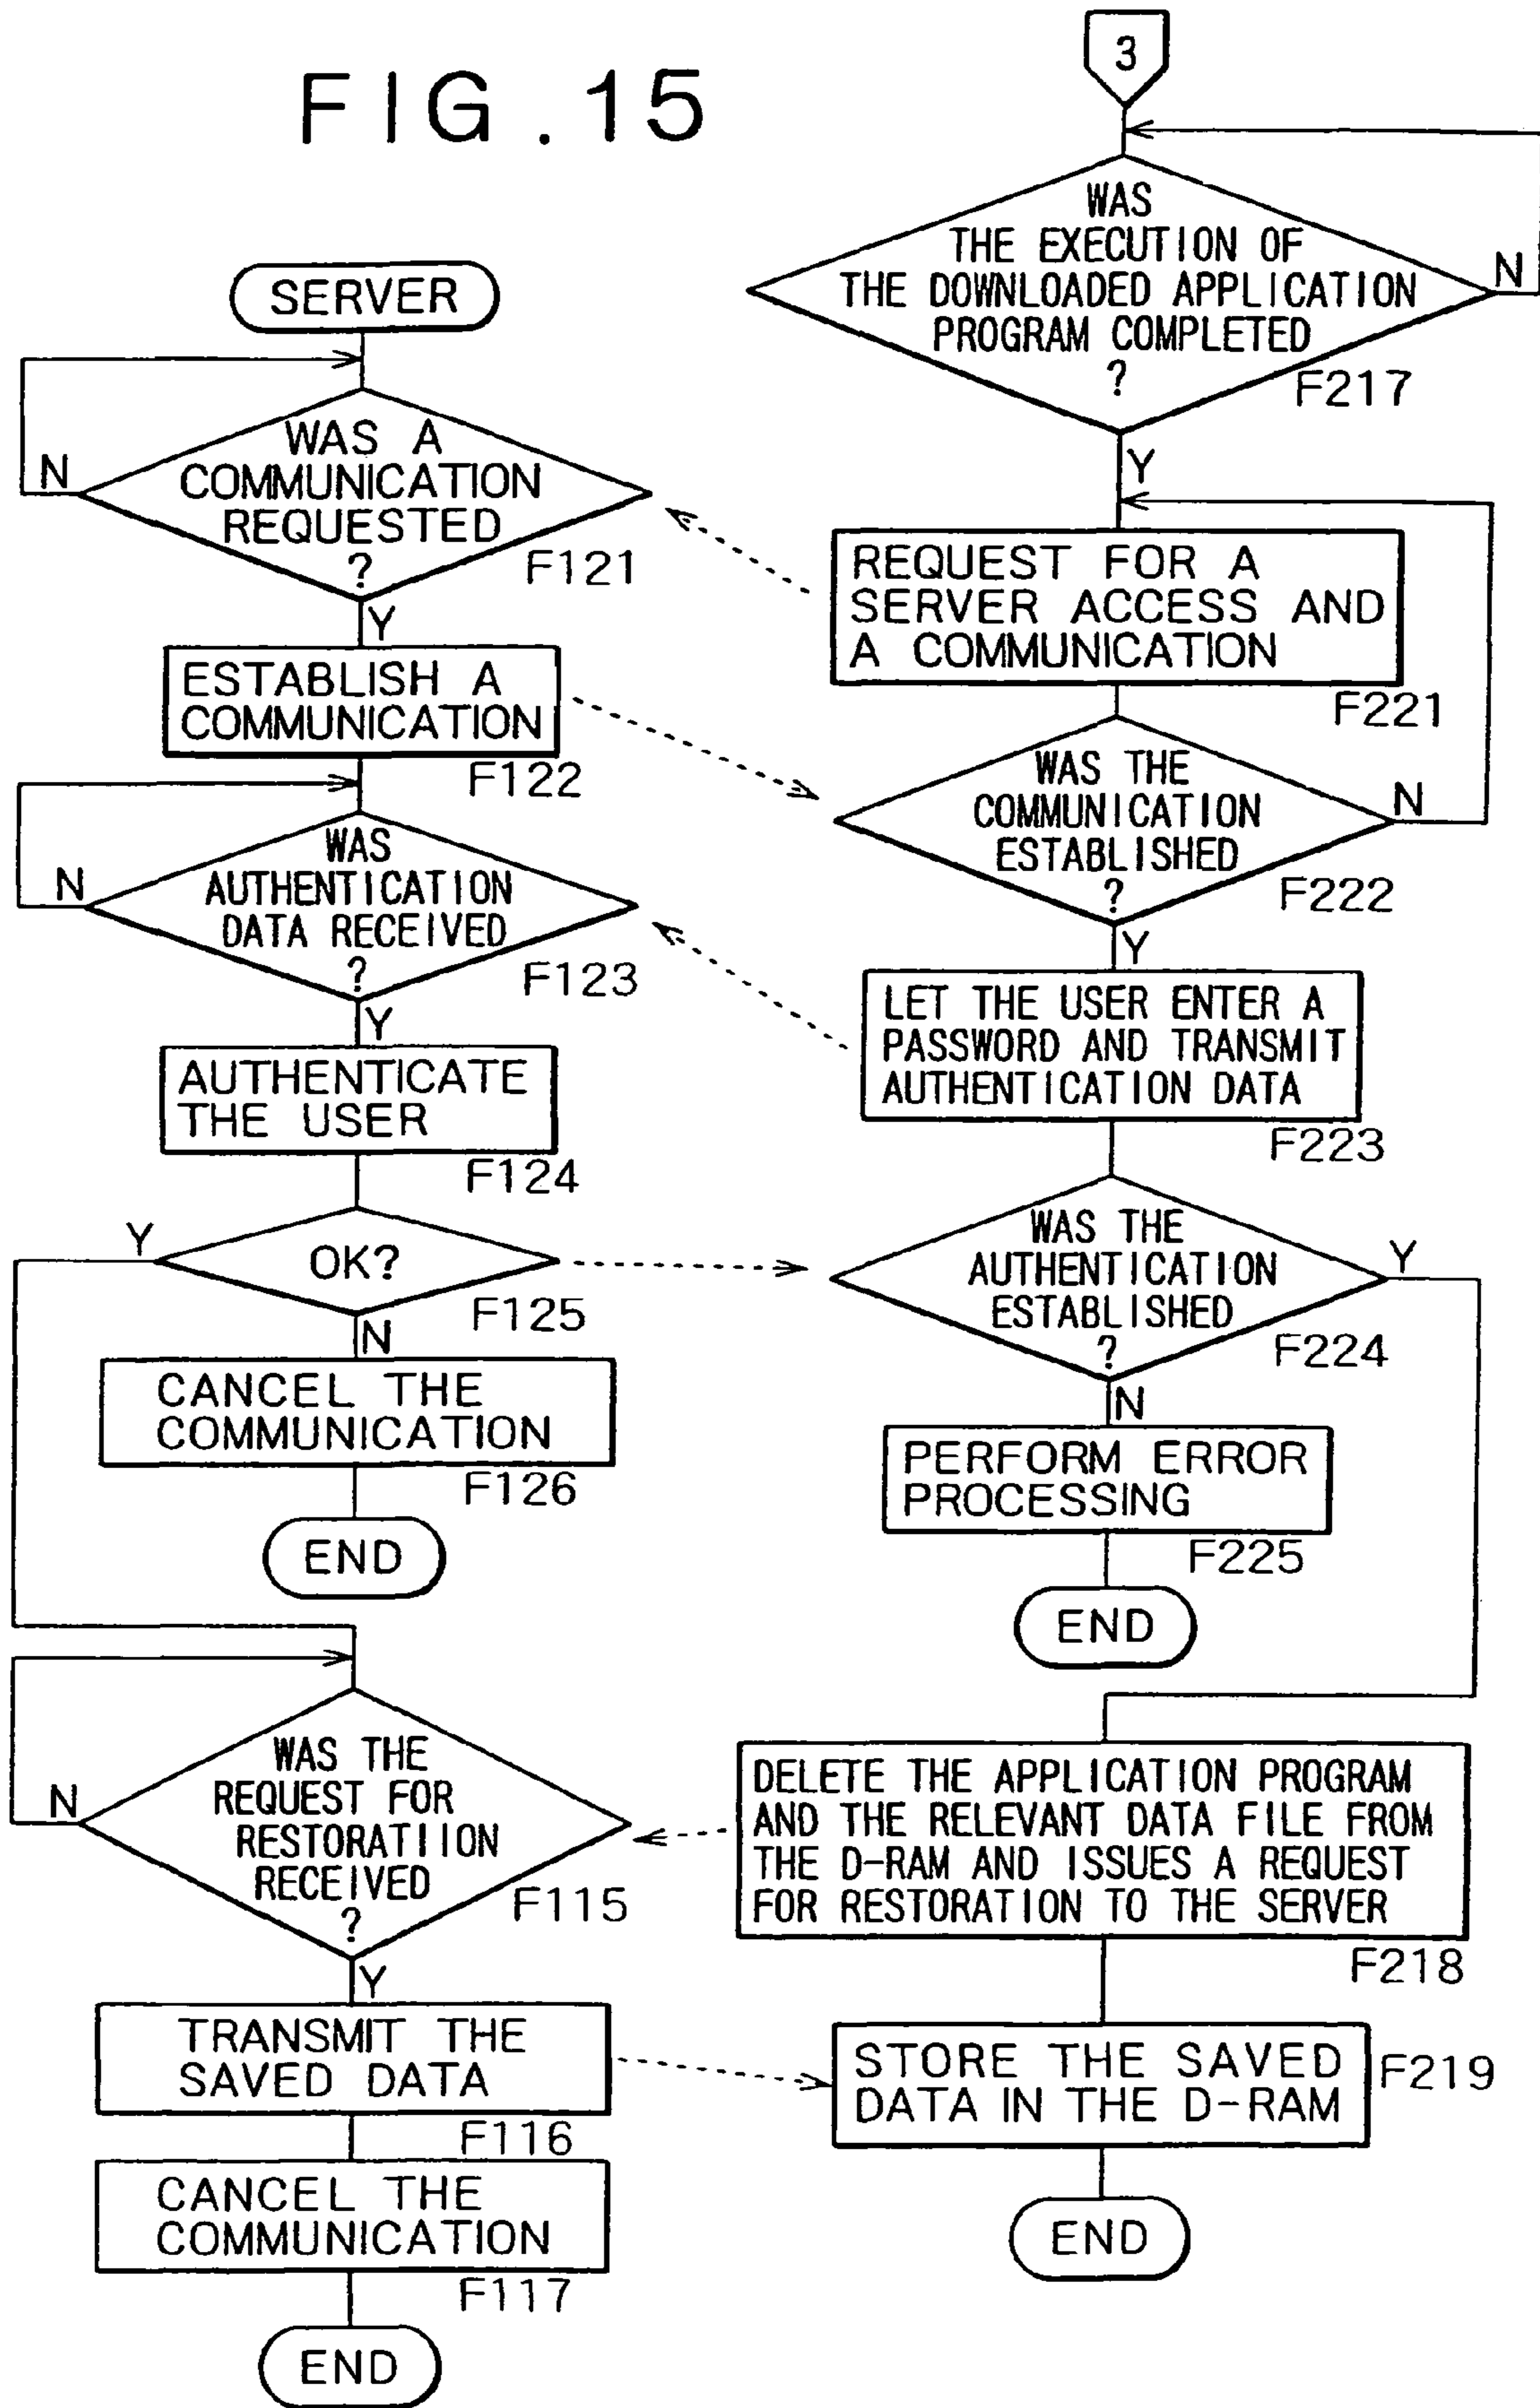 FIG.15
SERVER
N
WAS A
COMMUNICATION
REQUESTED
?
F121
Y
ESTABLISH A
COMMUNICATION
F122
N
WAS
AUTHENTICATION
DATA RECEIVED
?
F123
Y
AUTHENTICATE
THE USER
F124
Y
OK?
F125
N
CANCEL THE
COMMUNICATION
F126
END
N
WAS THE
REQUEST FOR
RESTORATIION
RECEIVED
?
F115
Y
TRANSMIT THE
SAVED DATA
F116
CANCEL THE
COMMUNICATION
F117
END
3
WAS
THE EXECUTION OF
THE DOWNLOADED APPLICATION
PROGRAM COMPLETED
?
N
F217
Y
REQUEST FOR A
SERVER ACCESS AND
A COMMUNICATION
F221
WAS THE
COMMUNICATION
ESTABLISHED
?
N
F222
Y
LET THE USER ENTER A
PASSWORD AND TRANSMIT
AUTHENTICATION DATA
F223
WAS THE
AUTHENTICATION
ESTABLISHED
?
Y
F224
N
PERFORM ERROR
PROCESSING
F225
END
DELETE THE APPLICATION PROGRAM
AND THE RELEVANT DATA FILE FROM
THE D-RAM AND ISSUES A REQUEST
FOR RESTORATION TO THE SERVER
F218
STORE THE SAVED
DATA IN THE D-RAM
F219
END